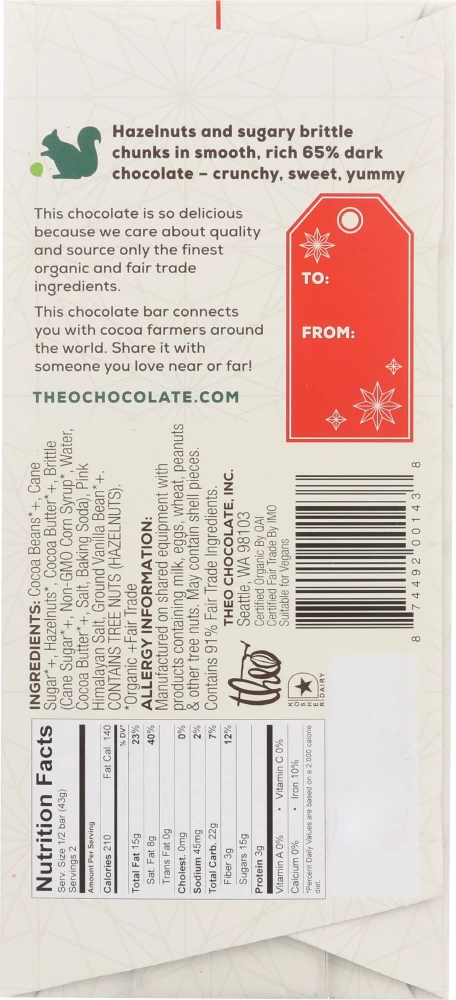 Hazelnuts and sugary brittle
chunks in smooth, rich 65% dark
chocolate – crunchy, sweet, yummy
This chocolate is so delicious
because we care about quality
and source only the finest
organic and fair trade
ingredients.
This chocolate bar connects
you with cocoa farmers around
the world. Share it with
someone you love near or far!
THEOCHOCOLATE.COM
TO:
FROM:
INGREDIENTS: Cocoa Beans*+, Cane
Sugar*+, Hazelnuts*, Cocoa Butter*+, Brittle
(Cane Sugar*+, Non-GMO Corn Syrup*, Water,
Cocoa Butter*+, Salt, Baking Soda), Pink
Himalayan Salt, Ground Vanilla Bean*+.
CONTAINS TREE NUTS (HAZELNUTS).
*Organic +Fair Trade
ALLERGY INFORMATION:
Manufactured on shared equipment with
products containing milk, eggs, wheat, peanuts
& other tree nuts. May contain shell pieces.
Contains 91% Fair Trade Ingredients.
THEO CHOCOLATE, INC.
Seattle, WA 98103
Certified Organic By QAI
Certified Fair Trade By IMO
Suitable for Vegans
theo
KOSHER DAIRY
8 74492 00143 8
Nutrition Facts
Serv. Size 1/2 bar (43g)
Servings 2
Amount Per Serving
Calories 210 Fat Cal. 140
% DV*
Total Fat 15g 23%
Sat. Fat 8g 40%
Trans Fat 0g
Cholest. 0mg 0%
Sodium 45mg 2%
Total Carb. 22g 7%
Fiber 3g 12%
Sugars 15g
Protein 3g
Vitamin A 0% • Vitamin C 0%
Calcium 0% • Iron 10%
*Percent Daily Values are based on a 2,000 calorie
diet.